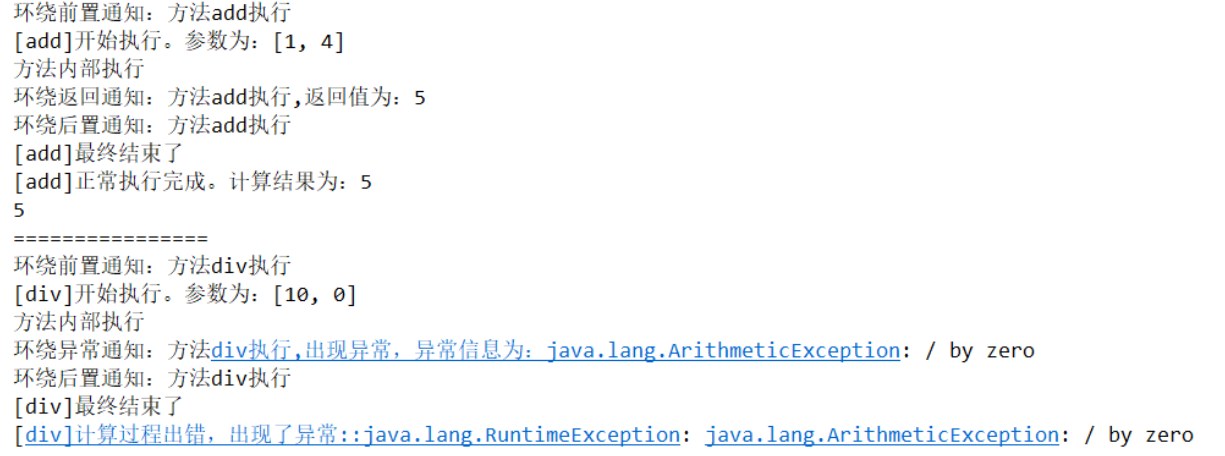 环绕前置通知：方法add执行
[add]开始执行。参数为：[1, 4]
方法内部执行
环绕返回通知：方法add执行,返回值为：5
环绕后置通知：方法add执行
[add]最终结束了
[add]正常执行完成。计算结果为：5
5
================
环绕前置通知：方法div执行
[div]开始执行。参数为：[10, 0]
方法内部执行
环绕异常通知：方法div执行,出现异常，异常信息为：java.lang.ArithmeticException: / by zero
环绕后置通知：方法div执行
[div]最终结束了
[div]计算过程出错，出现了异常::java.lang.RuntimeException: java.lang.ArithmeticException: / by zero